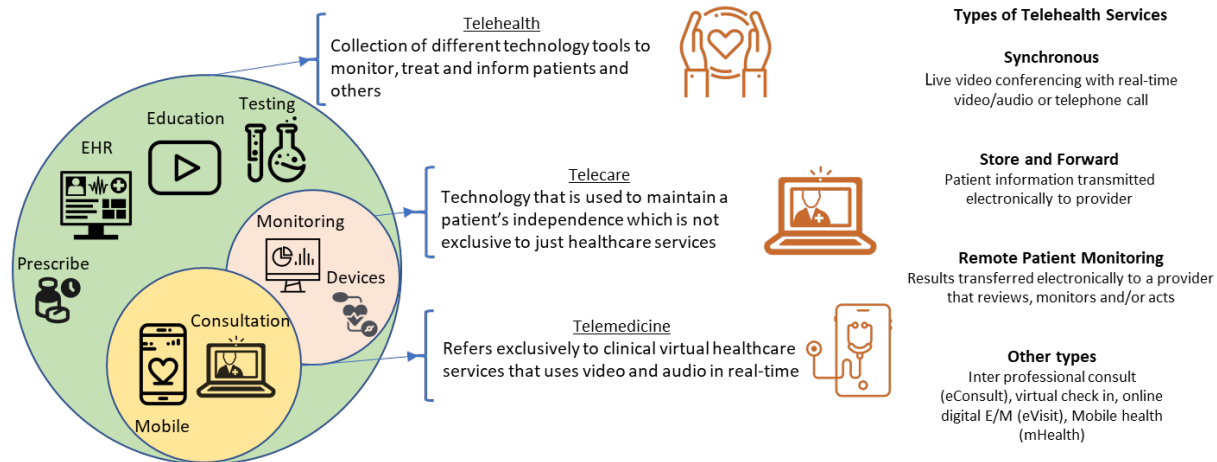 Telehealth
Collection of different technology tools to
monitor, treat and inform patients and
others
Testing
Education
EHR
Prescribe
Monitoring
Devices
Consultation
Mobile
Telecare
Technology that is used to maintain a
patient's independence which is not
exclusive to just healthcare services
Telemedicine
Refers exclusively to clinical virtual healthcare
services that uses video and audio in real-time
Types of Telehealth Services
Synchronous
Live video conferencing with real-time
video/audio or telephone call
Store and Forward
Patient information transmitted
electronically to provider
Remote Patient Monitoring
Results transferred electronically to a provider
that reviews, monitors and/or acts
Other types
Inter professional consult
(eConsult), virtual check in, online
digital E/M (eVisit), Mobile health
(mHealth)